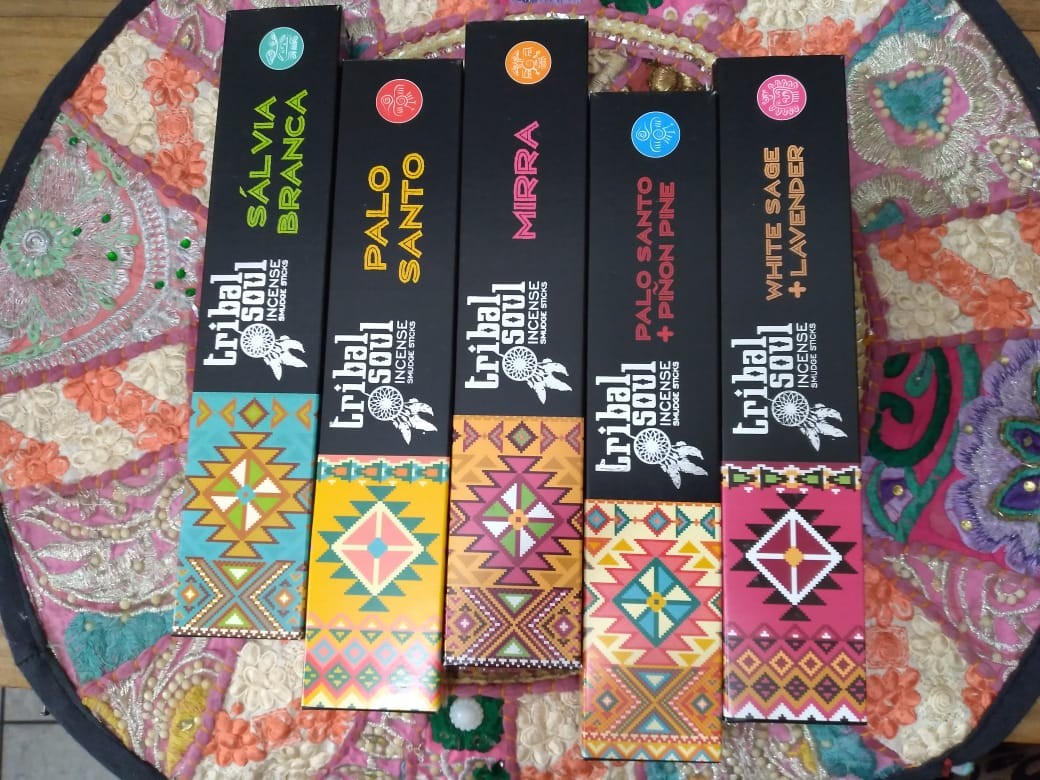 SÁLVIA
BRANCA
tribal
soul
INCENSE
SMUDGE STICKS
PALO
SANTO
tribal
soul
INCENSE
SMUDGE STICKS
MIRRA
tribal
soul
INCENSE
SMUDGE STICKS
PALO SANTO
+ PIÑON PINE
tribal
soul
INCENSE
SMUDGE STICKS
WHITE SAGE
+ LAVENDER
tribal
soul
INCENSE
SMUDGE STICKS